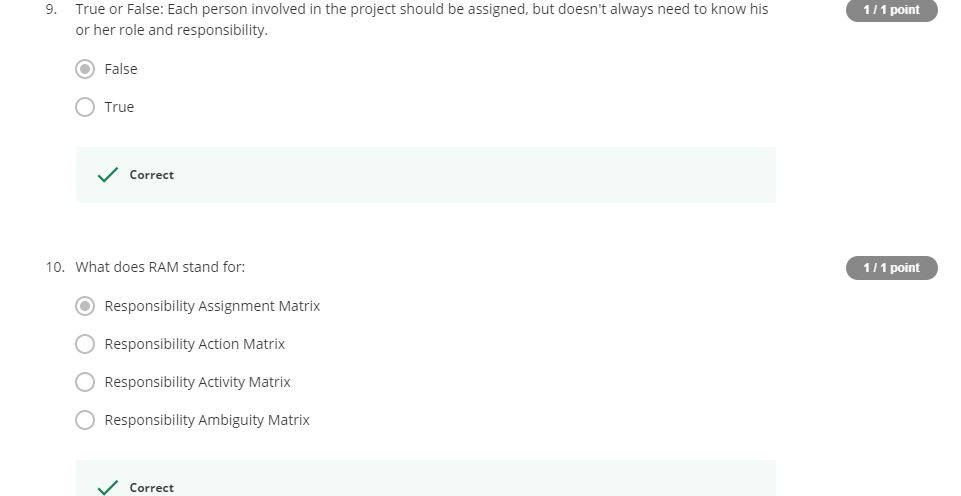 9. True or False: Each person involved in the project should be assigned, but doesn't always need to know his
or her role and responsibility.
1 / 1 point
False
True
Correct
10. What does RAM stand for:
1 / 1 point
Responsibility Assignment Matrix
Responsibility Action Matrix
Responsibility Activity Matrix
Responsibility Ambiguity Matrix
Correct